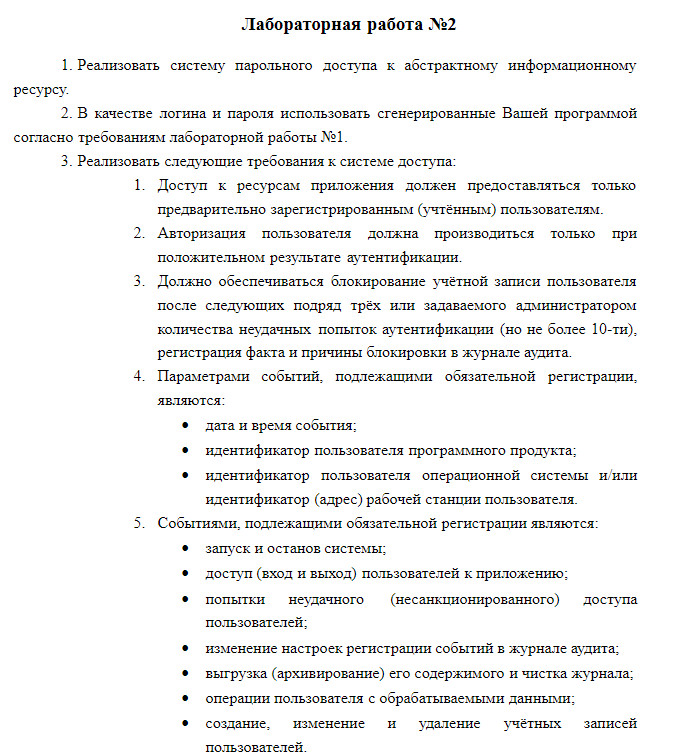 Лабораторная работа №2
1. Реализовать систему парольного доступа к абстрактному информационному
ресурсу.
2. В качестве логина и пароля использовать сгенерированные Вашей программой
согласно требованиям лабораторной работы №1.
3. Реализовать следующие требования к системе доступа:
1. Доступ к ресурсам приложения должен предоставляться только
предварительно зарегистрированным (учтённым) пользователям.
2. Авторизация пользователя должна производиться только при
положительном результате аутентификации.
3. Должно обеспечиваться блокирование учётной записи пользователя
после следующих подряд трёх или задаваемого администратором
количества неудачных попыток аутентификации (но не более 10-ти),
регистрация факта и причины блокировки в журнале аудита.
4. Параметрами событий, подлежащими обязательной регистрации,
являются:
• дата и время события;
• идентификатор пользователя программного продукта;
• идентификатор пользователя операционной системы и/или
идентификатор (адрес) рабочей станции пользователя.
5. Событиями, подлежащими обязательной регистрации являются:
• запуск и останов системы;
• доступ (вход и выход) пользователей к приложению;
• попытки неудачного (несанкционированного) доступа
пользователей;
• изменение настроек регистрации событий в журнале аудита;
• выгрузка (архивирование) его содержимого и чистка журнала;
• операции пользователя с обрабатываемыми данными;
• создание, изменение и удаление учётных записей
пользователей.